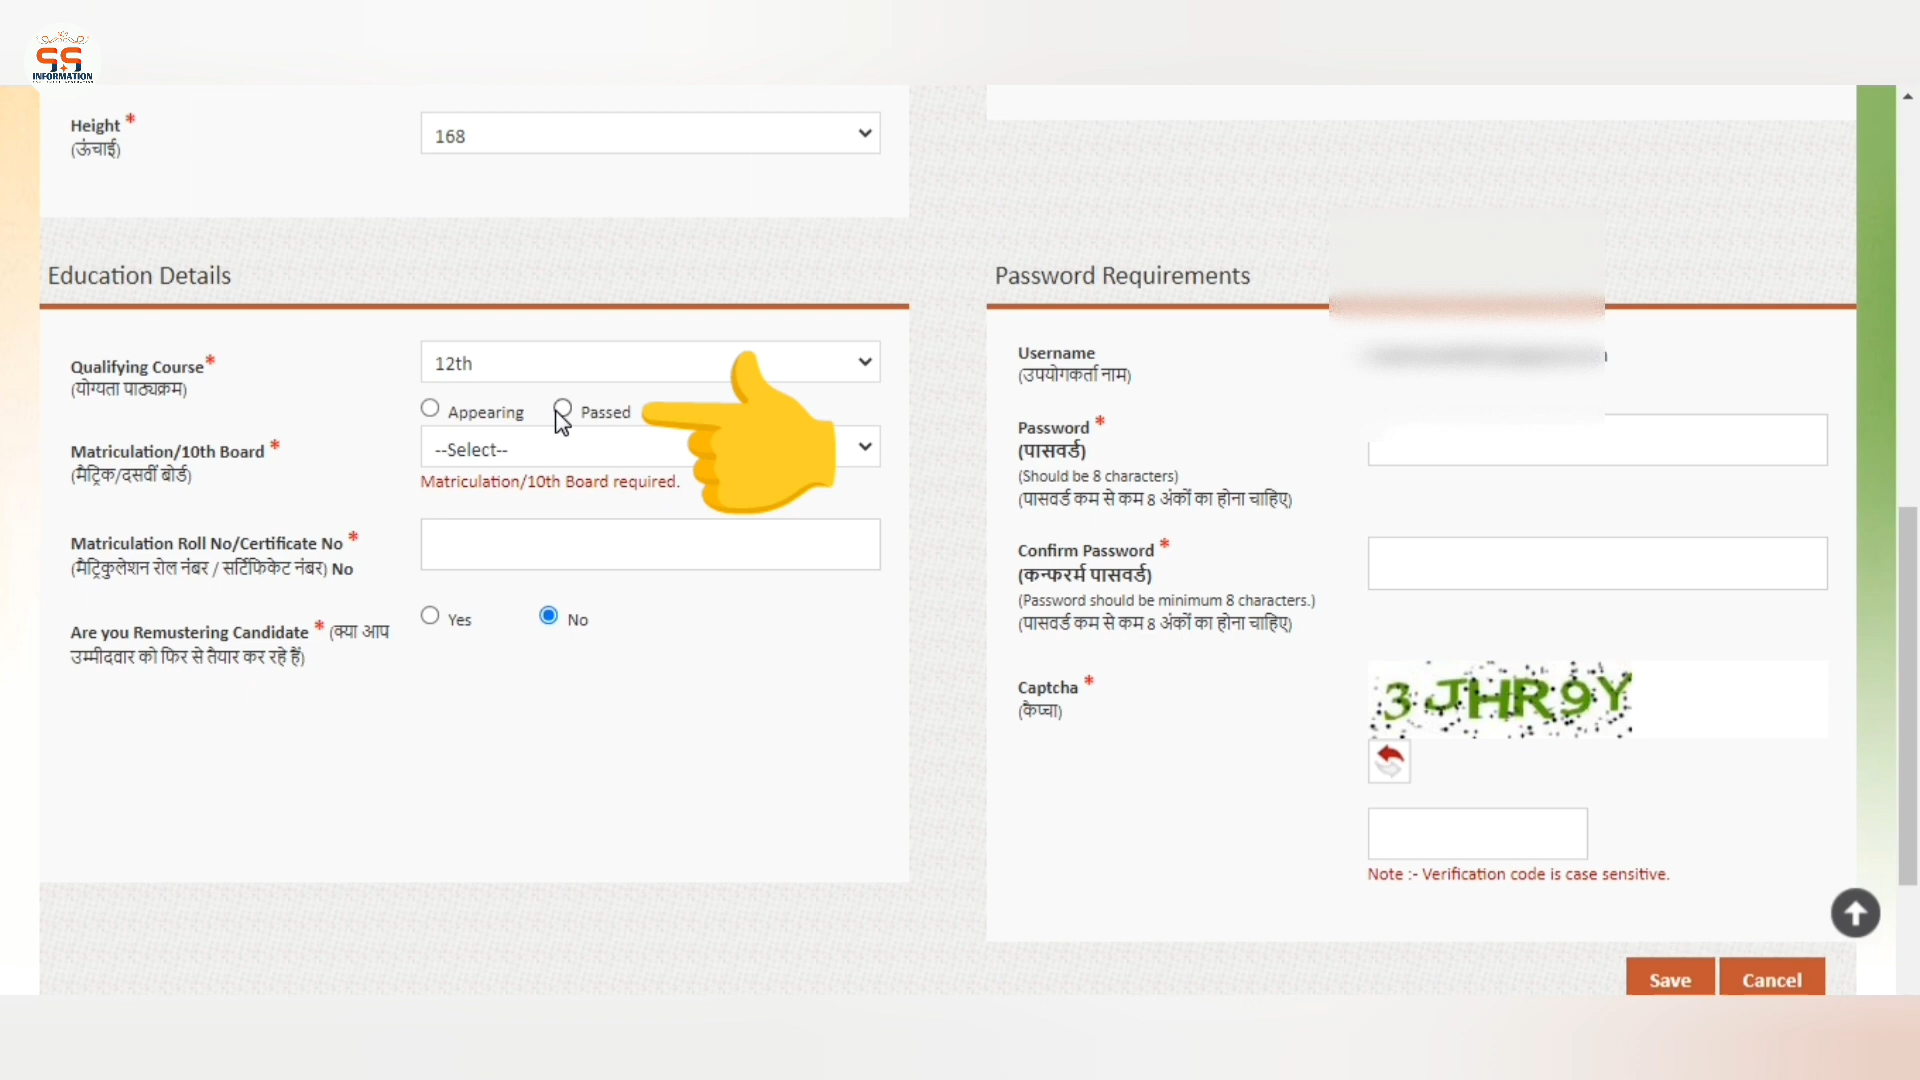 SS
INFORMATION
Height *
(ऊंचाई)
168
Education Details
Qualifying Course*
(योग्यता पाठ्यक्रम)
12th
Appearing
Passed
Matriculation/10th Board *
(मैट्रिक/दसवीं बोर्ड)
--Select--
Matriculation/10th Board required.
Matriculation Roll No/Certificate No *
(मैट्रिकुलेशन रोल नंबर / सर्टिफिकेट नंबर) No
Are you Remustering Candidate * (क्या आप
उम्मीदवार को फिर से तैयार कर रहे हैं)
Yes
No
Password Requirements
Username
(उपयोगकर्ता नाम)
Password *
(पासवर्ड)
(Should be 8 characters)
(पासवर्ड कम से कम 8 अंकों का होना चाहिए)
Confirm Password *
(कन्फरर्म पासवर्ड)
(Password should be minimum 8 characters.)
(पासवर्ड कम से कम 8 अंकों का होना चाहिए)
Captcha *
(कैप्चा)
3JHR9Y
Note :- Verification code is case sensitive.
Save
Cancel